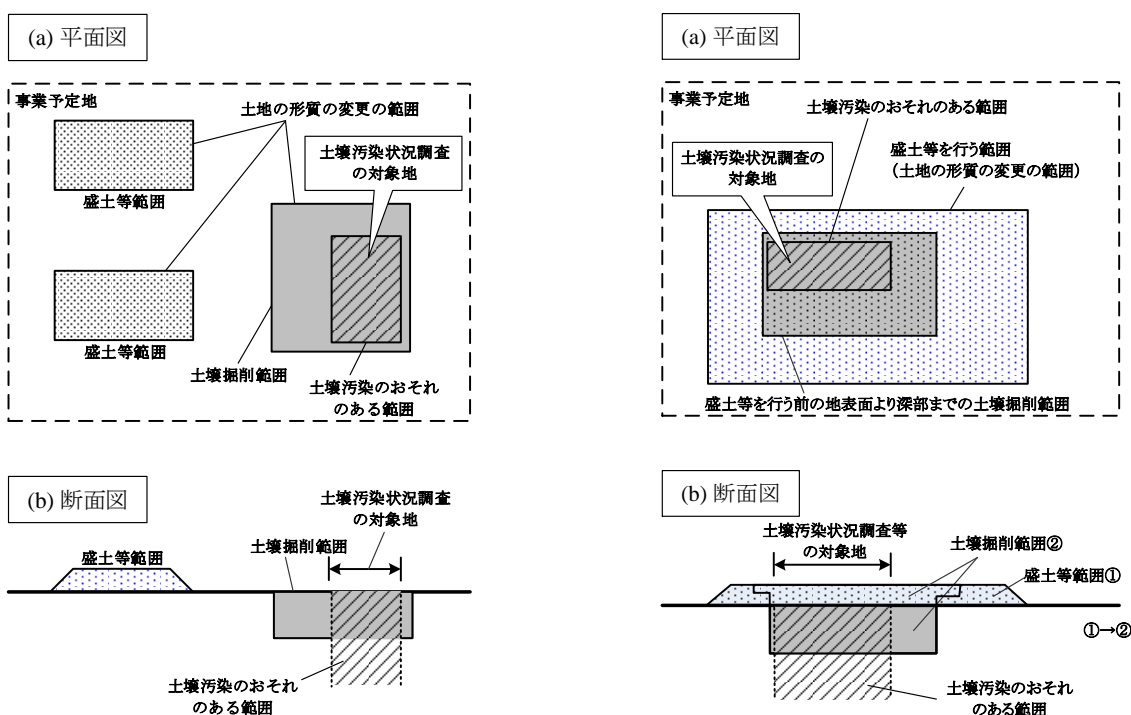 (a) 平面図
事業予定地
土地の形質の変更の範囲
土壌汚染状況調査
の対象地
盛土等範囲
盛土等範囲
土壌掘削範囲
土壌汚染のおそれ
のある範囲
(b) 断面図
土壌汚染状況調査
の対象地
土壌掘削範囲
盛土等範囲
土壌汚染のおそれ
のある範囲
(a) 平面図
事業予定地
土壌汚染のおそれのある範囲
土壌汚染状況調査の
対象地
盛土等を行う範囲
(土地の形質の変更の範囲)
盛土等を行う前の地表面より深部までの土壌掘削範囲
(b) 断面図
土壌汚染状況調査等
の対象地
土壌掘削範囲②
盛土等範囲①
①→②
土壌汚染のおそれ
のある範囲